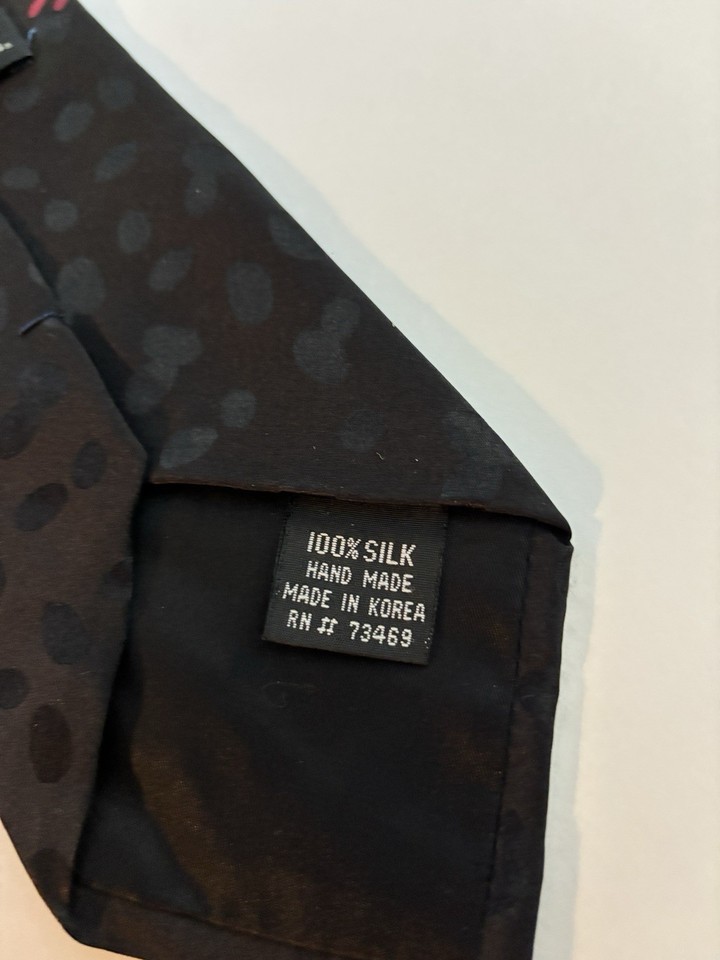 100% SILK
HAND MADE
MADE IN KOREA
RN # 73469